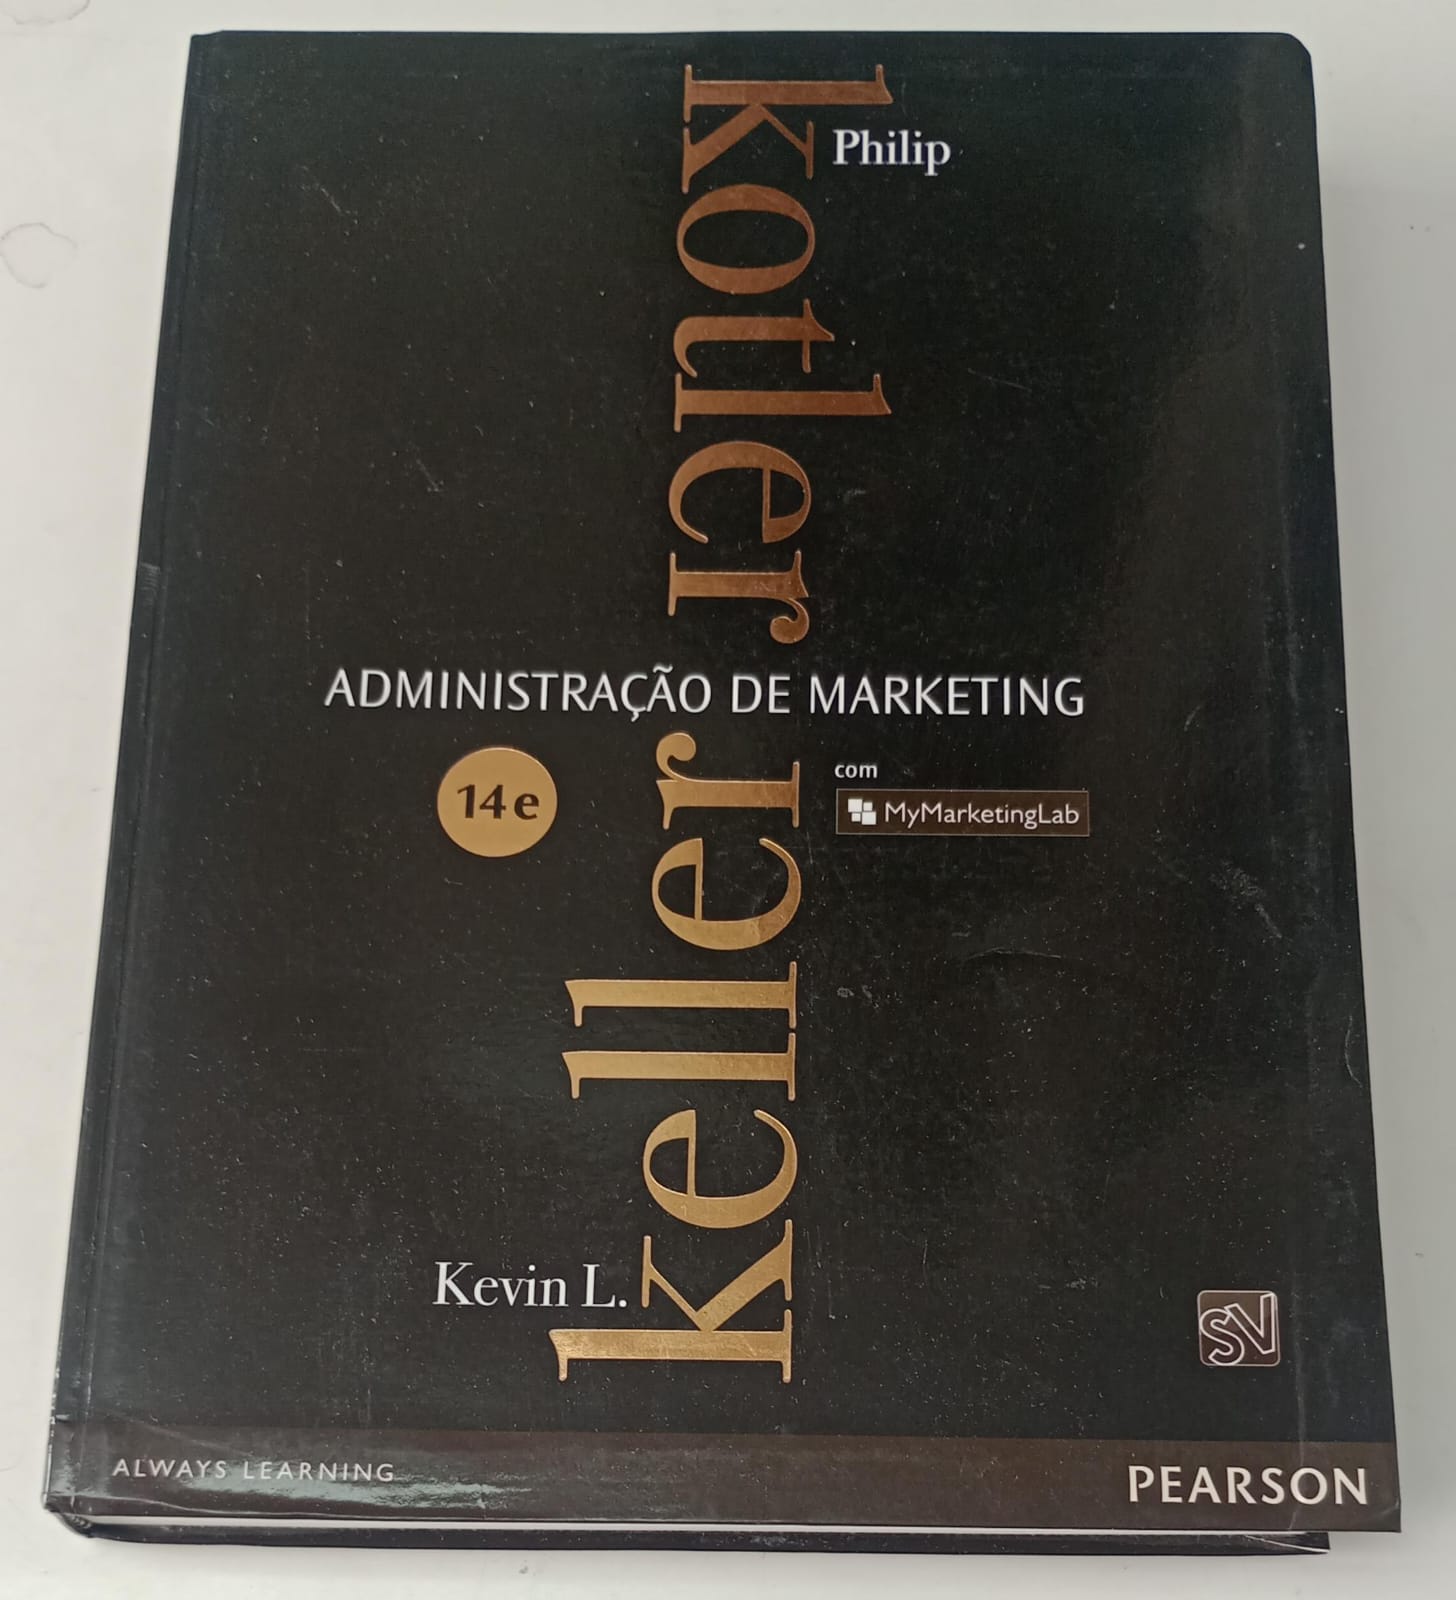 Philip
kotler
ADMINISTRAÇÃO DE MARKETING
14e
com
MyMarketingLab
Kevin L.
keller
SV
ALWAYS LEARNING
PEARSON